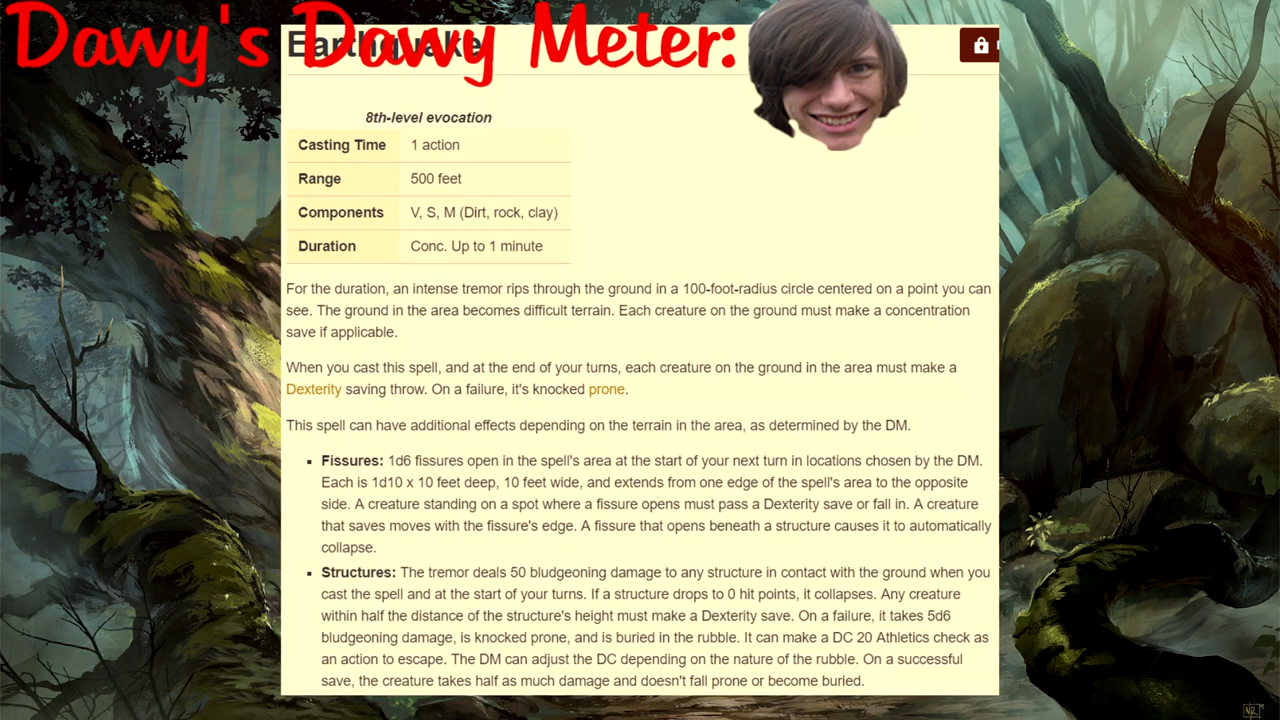 Davvy's Davvy Meter:
Earthquake
8th-level evocation
Casting Time 1 action
Range 500 feet
Components V, S, M (Dirt, rock, clay)
Duration Conc. Up to 1 minute
For the duration, an intense tremor rips through the ground in a 100-foot-radius circle centered on a point you can
see. The ground in the area becomes difficult terrain. Each creature on the ground must make a concentration
save if applicable.
When you cast this spell, and at the end of your turns, each creature on the ground in the area must make a
Dexterity saving throw. On a failure, it's knocked prone.
This spell can have additional effects depending on the terrain in the area, as determined by the DM.
▪ Fissures: 1d6 fissures open in the spell's area at the start of your next turn in locations chosen by the DM.
Each is 1d10 x 10 feet deep, 10 feet wide, and extends from one edge of the spell's area to the opposite
side. A creature standing on a spot where a fissure opens must pass a Dexterity save or fall in. A creature
that saves moves with the fissure's edge. A fissure that opens beneath a structure causes it to automatically
collapse.
▪ Structures: The tremor deals 50 bludgeoning damage to any structure in contact with the ground when you
cast the spell and at the start of your turns. If a structure drops to 0 hit points, it collapses. Any creature
within half the distance of the structure's height must make a Dexterity save. On a failure, it takes 5d6
bludgeoning damage, is knocked prone, and is buried in the rubble. It can make a DC 20 Athletics check as
an action to escape. The DM can adjust the DC depending on the nature of the rubble. On a successful
save, the creature takes half as much damage and doesn't fall prone or become buried.